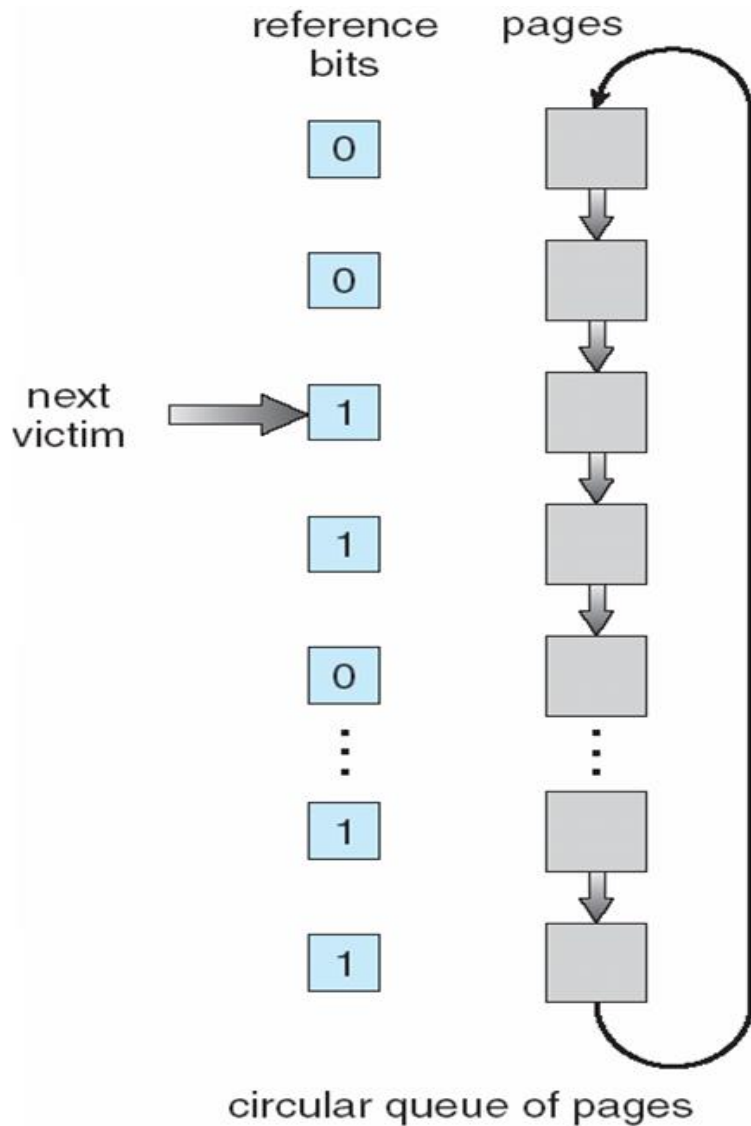 reference
bits
pages
0
0
next
victim
1
1
0
1
1
circular queue of pages